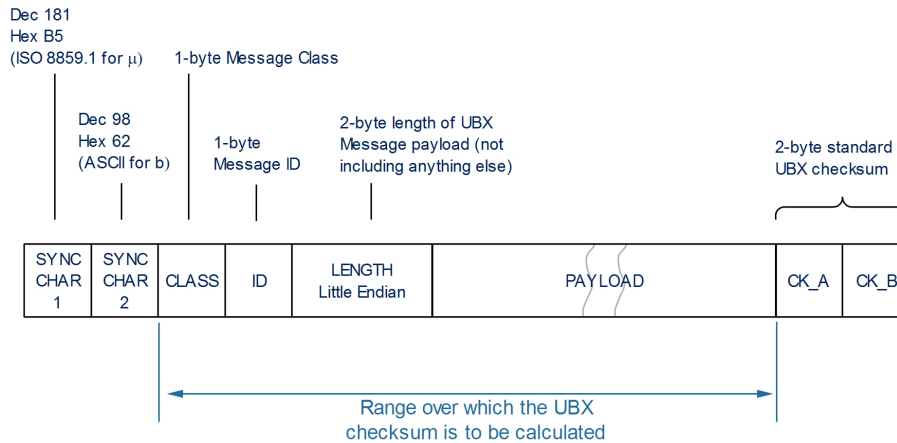 Dec 181
Hex B5
(ISO 8859.1 for μ)
1-byte Message Class
Dec 98
Hex 62
(ASCII for b)
1-byte
Message ID
2-byte length of UBX
Message payload (not
including anything else)
2-byte standard
UBX checksum
SYNC
CHAR
1
SYNC
CHAR
2
CLASS
ID
LENGTH
Little Endian
PAYLOAD
CK_A
CK_B
Range over which the UBX
checksum is to be calculated